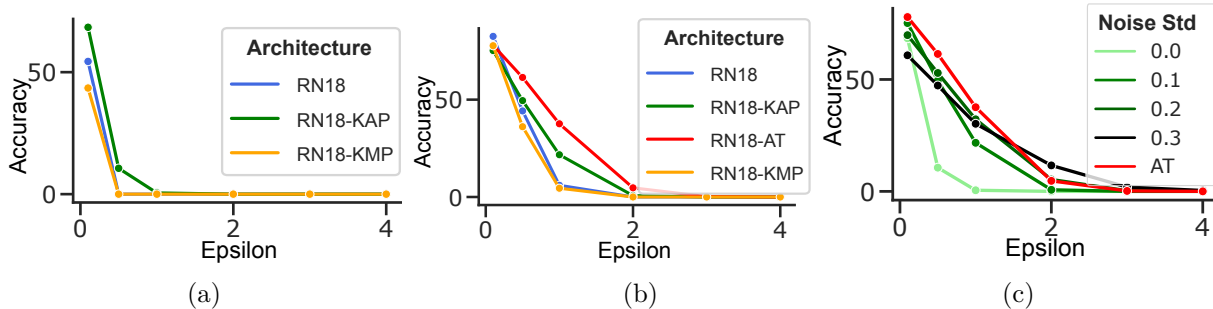 Accuracy
50
0
0
2
4
Epsilon
Architecture
RN18
RN18-KAP
RN18-KMP
(a)
Accuracy
50
0
0
2
4
Epsilon
Architecture
RN18
RN18-KAP
RN18-AT
RN18-KMP
(b)
Accuracy
50
0
0
2
4
Epsilon
Noise Std
0.0
0.1
0.2
0.3
AT
(c)